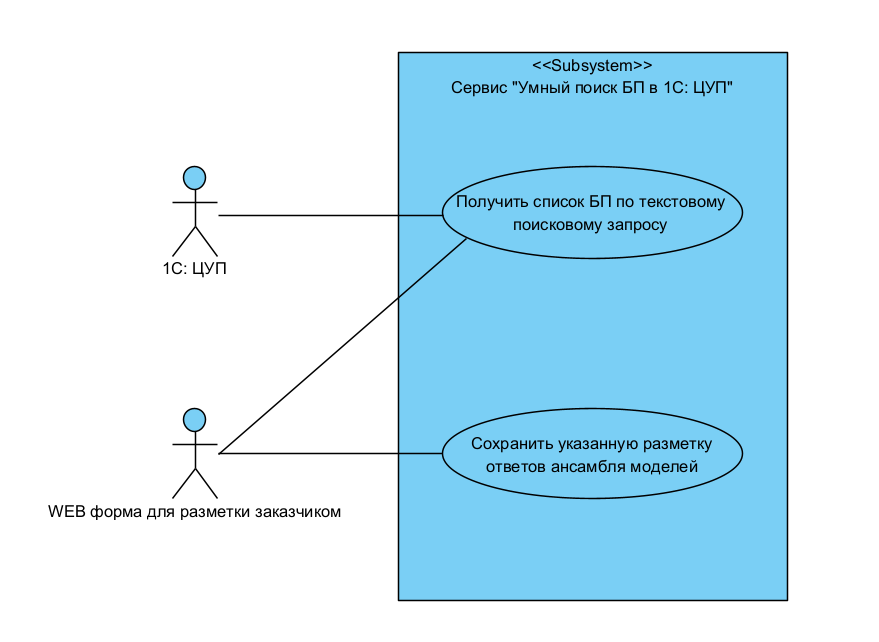 <<Subsystem>>
Сервис "Умный поиск БП в 1С: ЦУП"
Получить список БП по текстовому
поисковому запросу
1С: ЦУП
Сохранить указанную разметку
ответов ансамбля моделей
WEB форма для разметки заказчиком